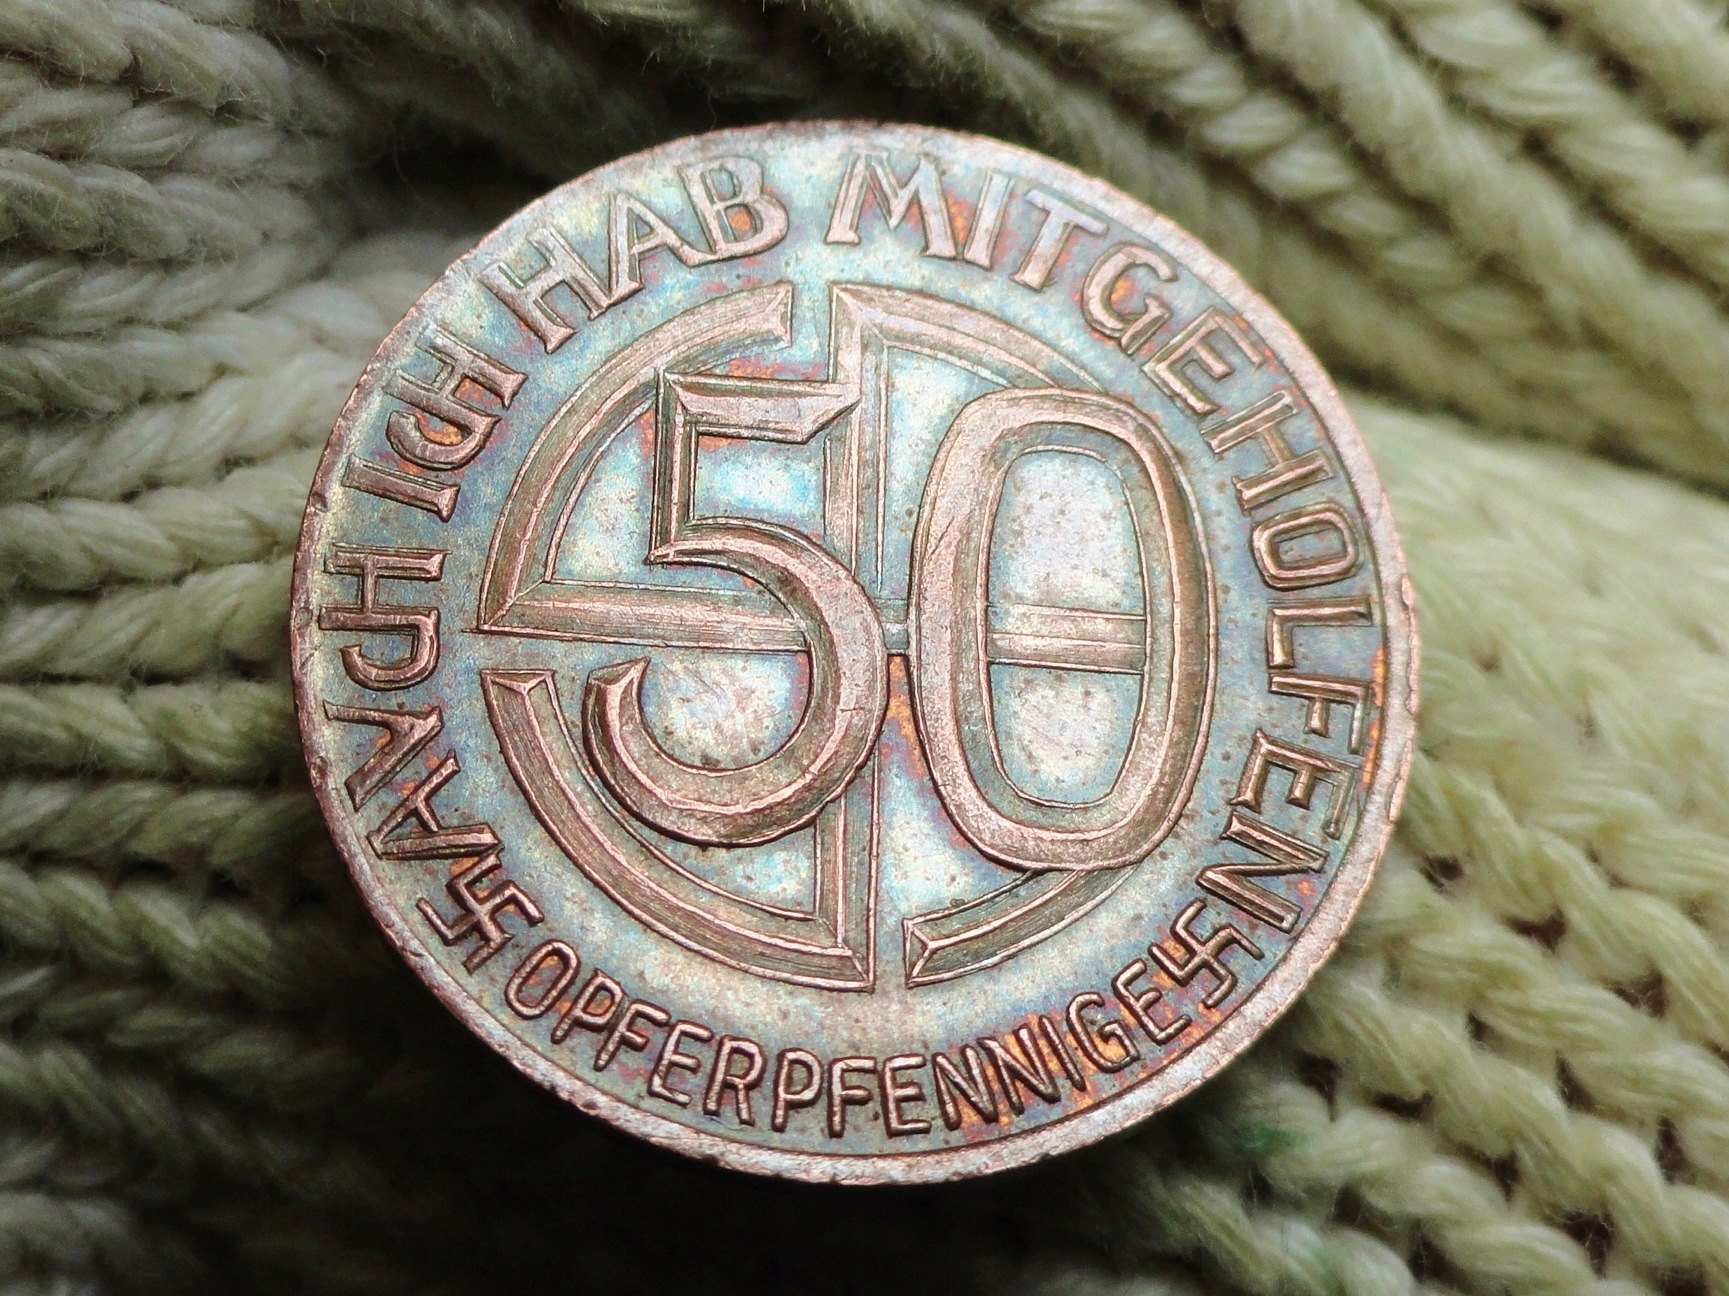 AUCH ICH HAB MITGEHOLFEN
50
OPFERPFENNIGE